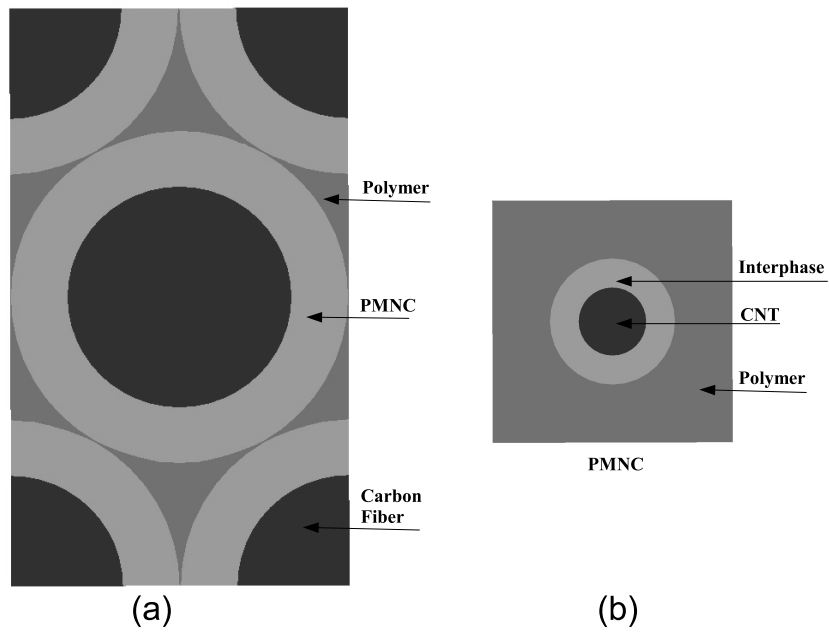 Polymer
PMNC
Carbon
Fiber
(a)
Interphase
CNT
Polymer
PMNC
(b)